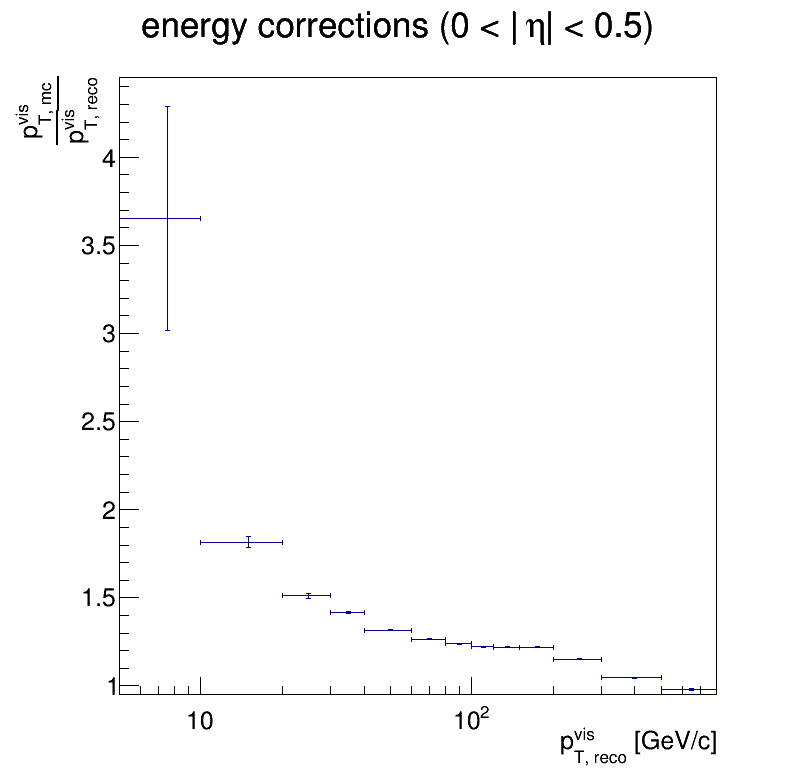 energy corrections (0 < | η| < 0.5)
p^vis_T, mc
p^vis_T, reco
4
3.5
3
2.5
2
1.5
1
10
10²
p^vis_T, reco [GeV/c]